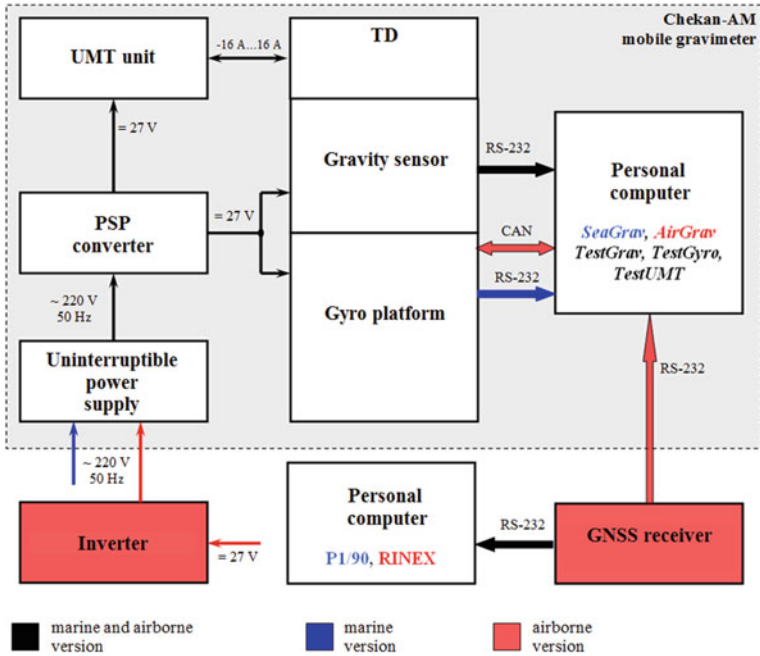 Chekan-AM
mobile gravimeter
UMT unit
-16 A...16 A
TD
= 27 V
Gravity sensor
RS-232
Personal
computer
SeaGrav, AirGrav
TestGrav, TestGyro,
TestUMT
PSP
converter
= 27 V
CAN
RS-232
Gyro platform
~ 220 V
50 Hz
Uninterruptible
power
supply
RS-232
~ 220 V
50 Hz
Inverter
= 27 V
Personal
computer
P1/90, RINEX
RS-232
GNSS receiver
marine and airborne
version
marine
version
airborne
version